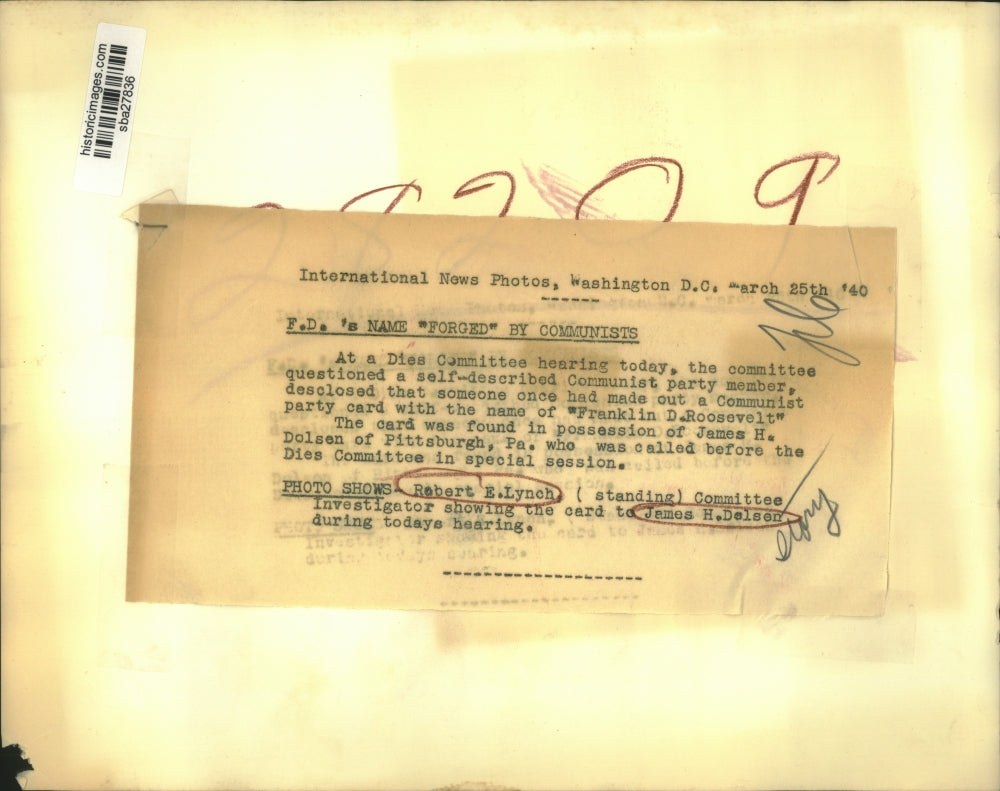 historicimages.com
sba27836
International News Photos, Washington D.C. March 25th '40
F.D. 's NAME "FORGED" BY COMMUNISTS
At a Dies Committee hearing today, the committee
questioned a self-described Communist party member,
desclosed that someone once had made out a Communist
party card with the name of "Franklin D.Roosevelt"
The card was found in possession of James H.
Dolsen of Pittsburgh, Pa. who was called before the
Dies Committee in special session.
PHOTO SHOWS- Robert E.Lynch, ( standing) Committee
Investigator showing the card to James H.Dolsen,
during todays hearing.